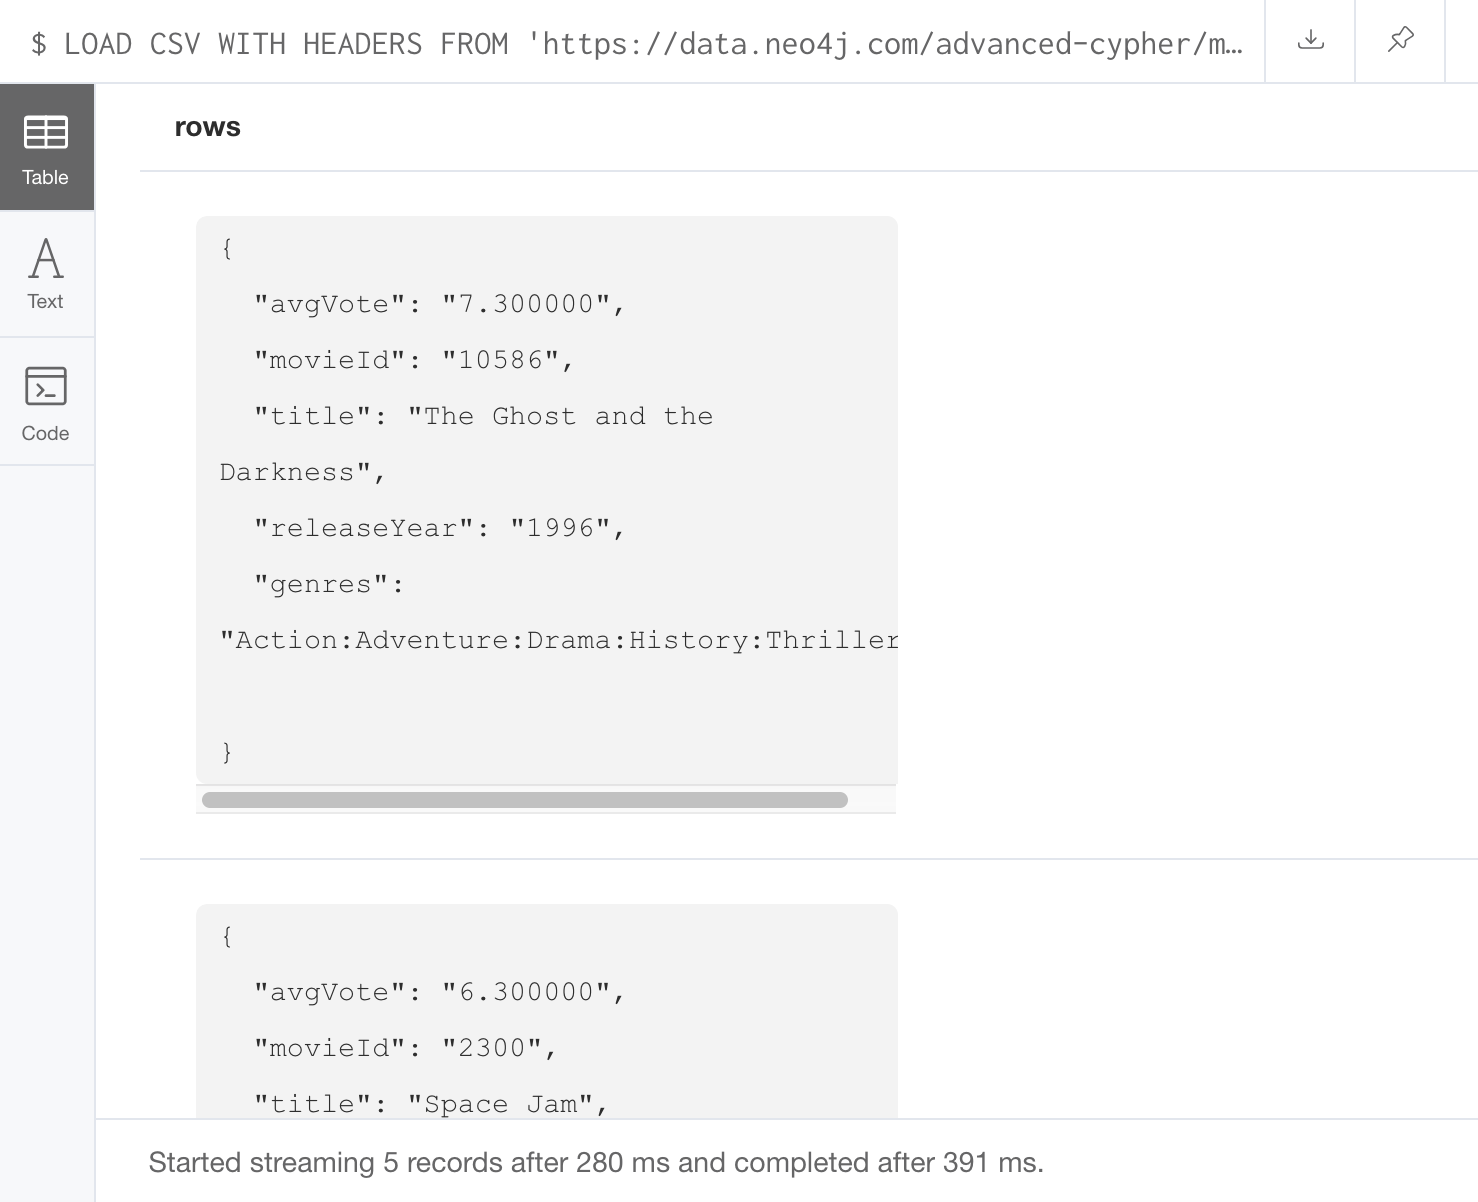 $ LOAD CSV WITH HEADERS FROM 'https://data.neo4j.com/advanced-cypher/m…
Table
Text
Code
rows
{
"avgVote": "7.300000",
"movieId": "10586",
"title": "The Ghost and the
Darkness",
"releaseYear": "1996",
"genres":
"Action:Adventure:Drama:History:Thriller
}
{
"avgVote": "6.300000",
"movieId": "2300",
"title": "Space Jam",
Started streaming 5 records after 280 ms and completed after 391 ms.